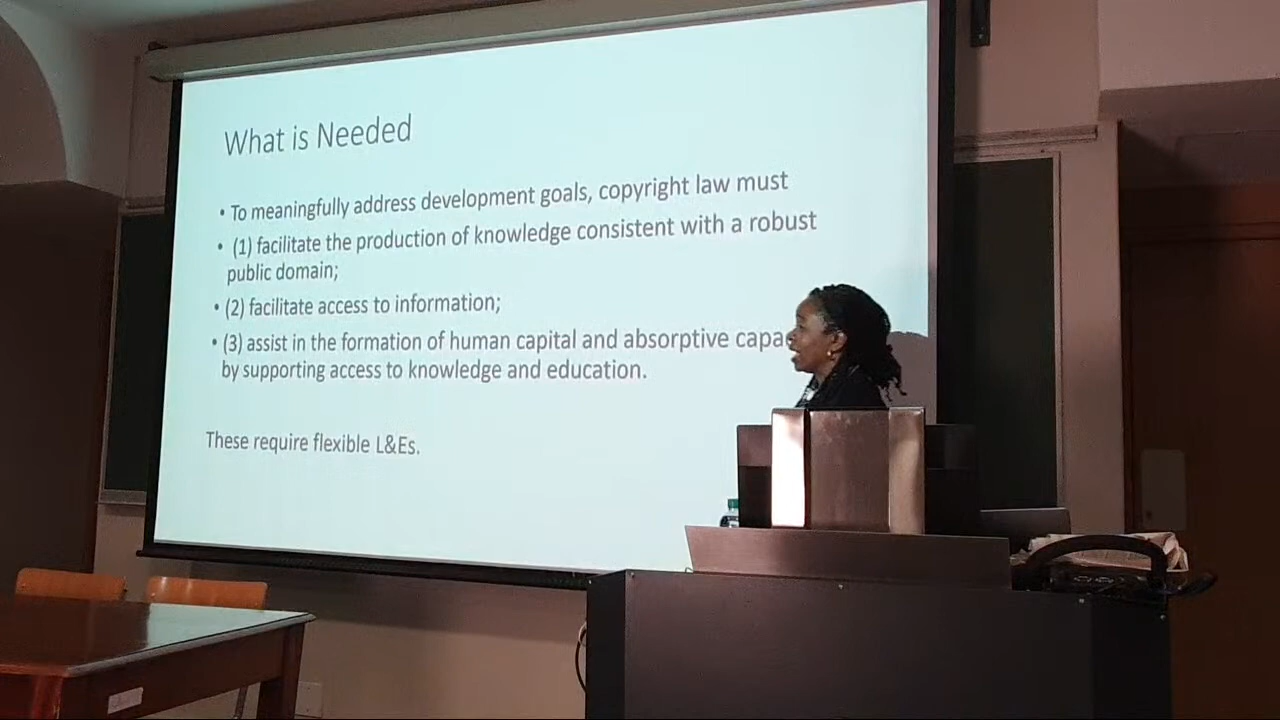 What is Needed
• To meaningfully address development goals, copyright law must
• (1) facilitate the production of knowledge consistent with a robust
public domain;
• (2) facilitate access to information;
• (3) assist in the formation of human capital and absorptive
by supporting access to knowledge and education.
These require flexible L&Es.